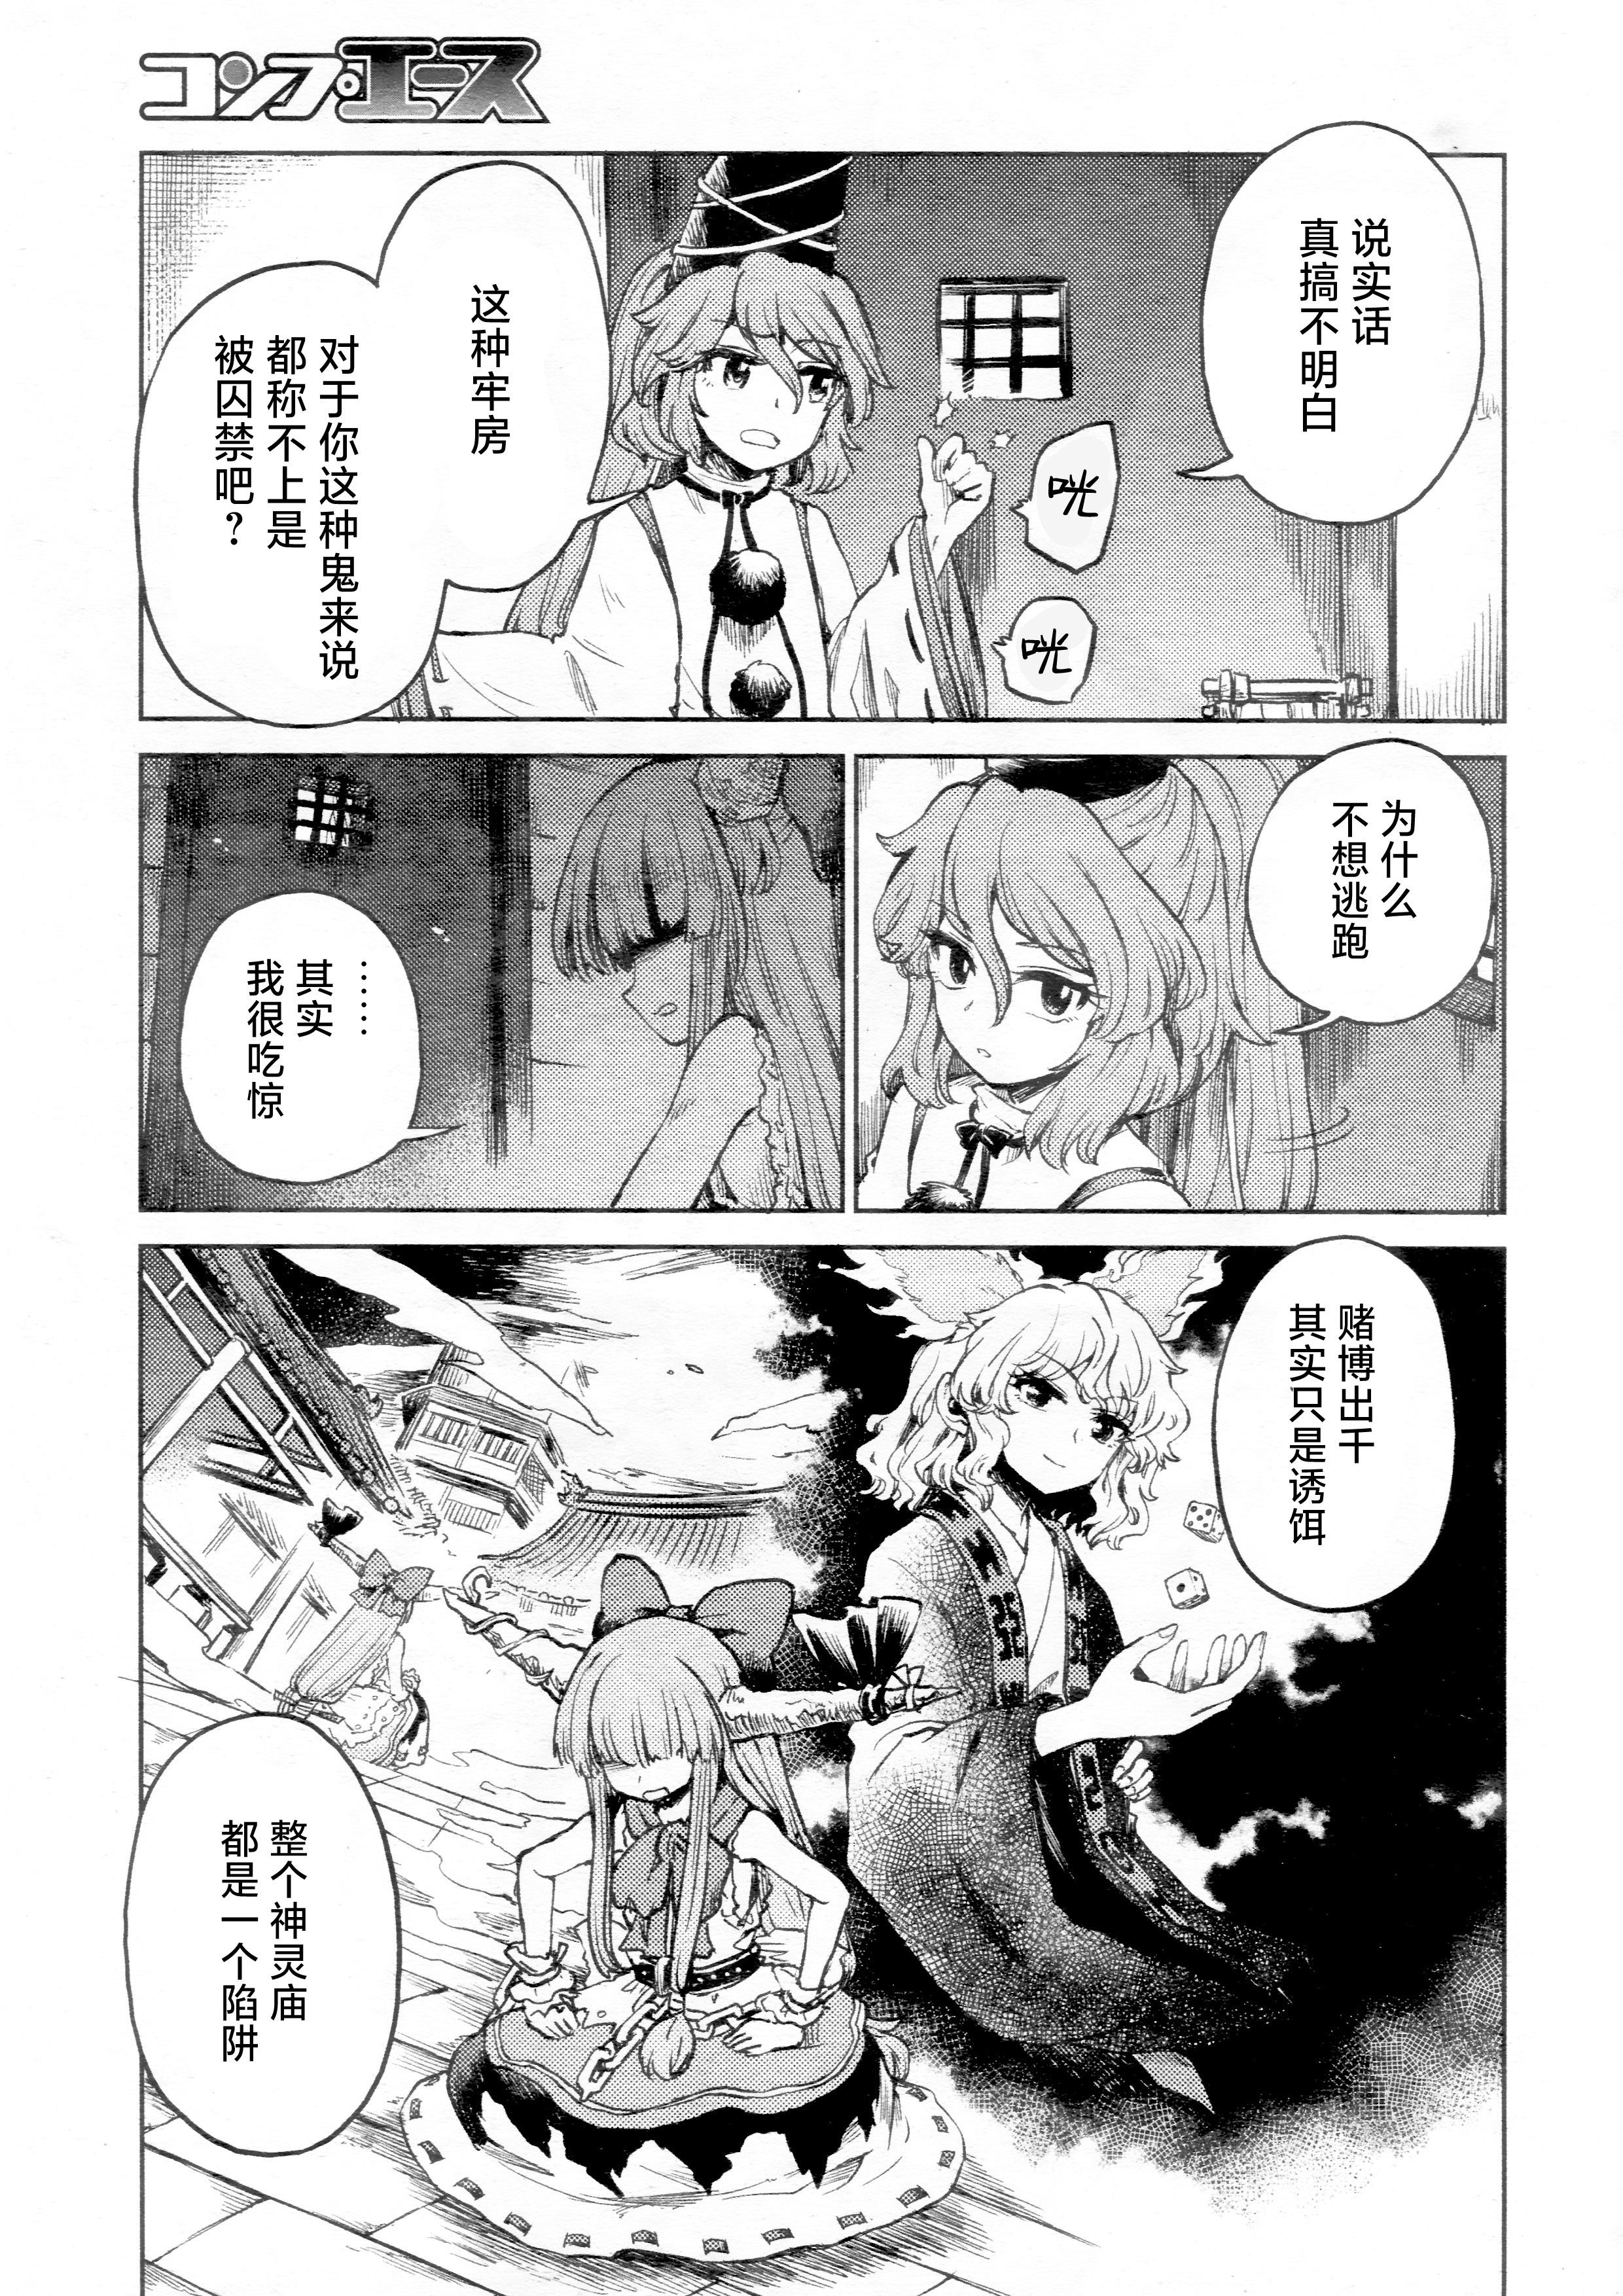 コンプ・エース
说实话
真搞不明白
咣
咣
这种牢房
对于你这种鬼来说
都称不上是
被囚禁吧？
为什么
不想逃跑
……
其实
我很吃惊
赌博出千
其实只是诱饵
整个神灵庙
都是一个陷阱